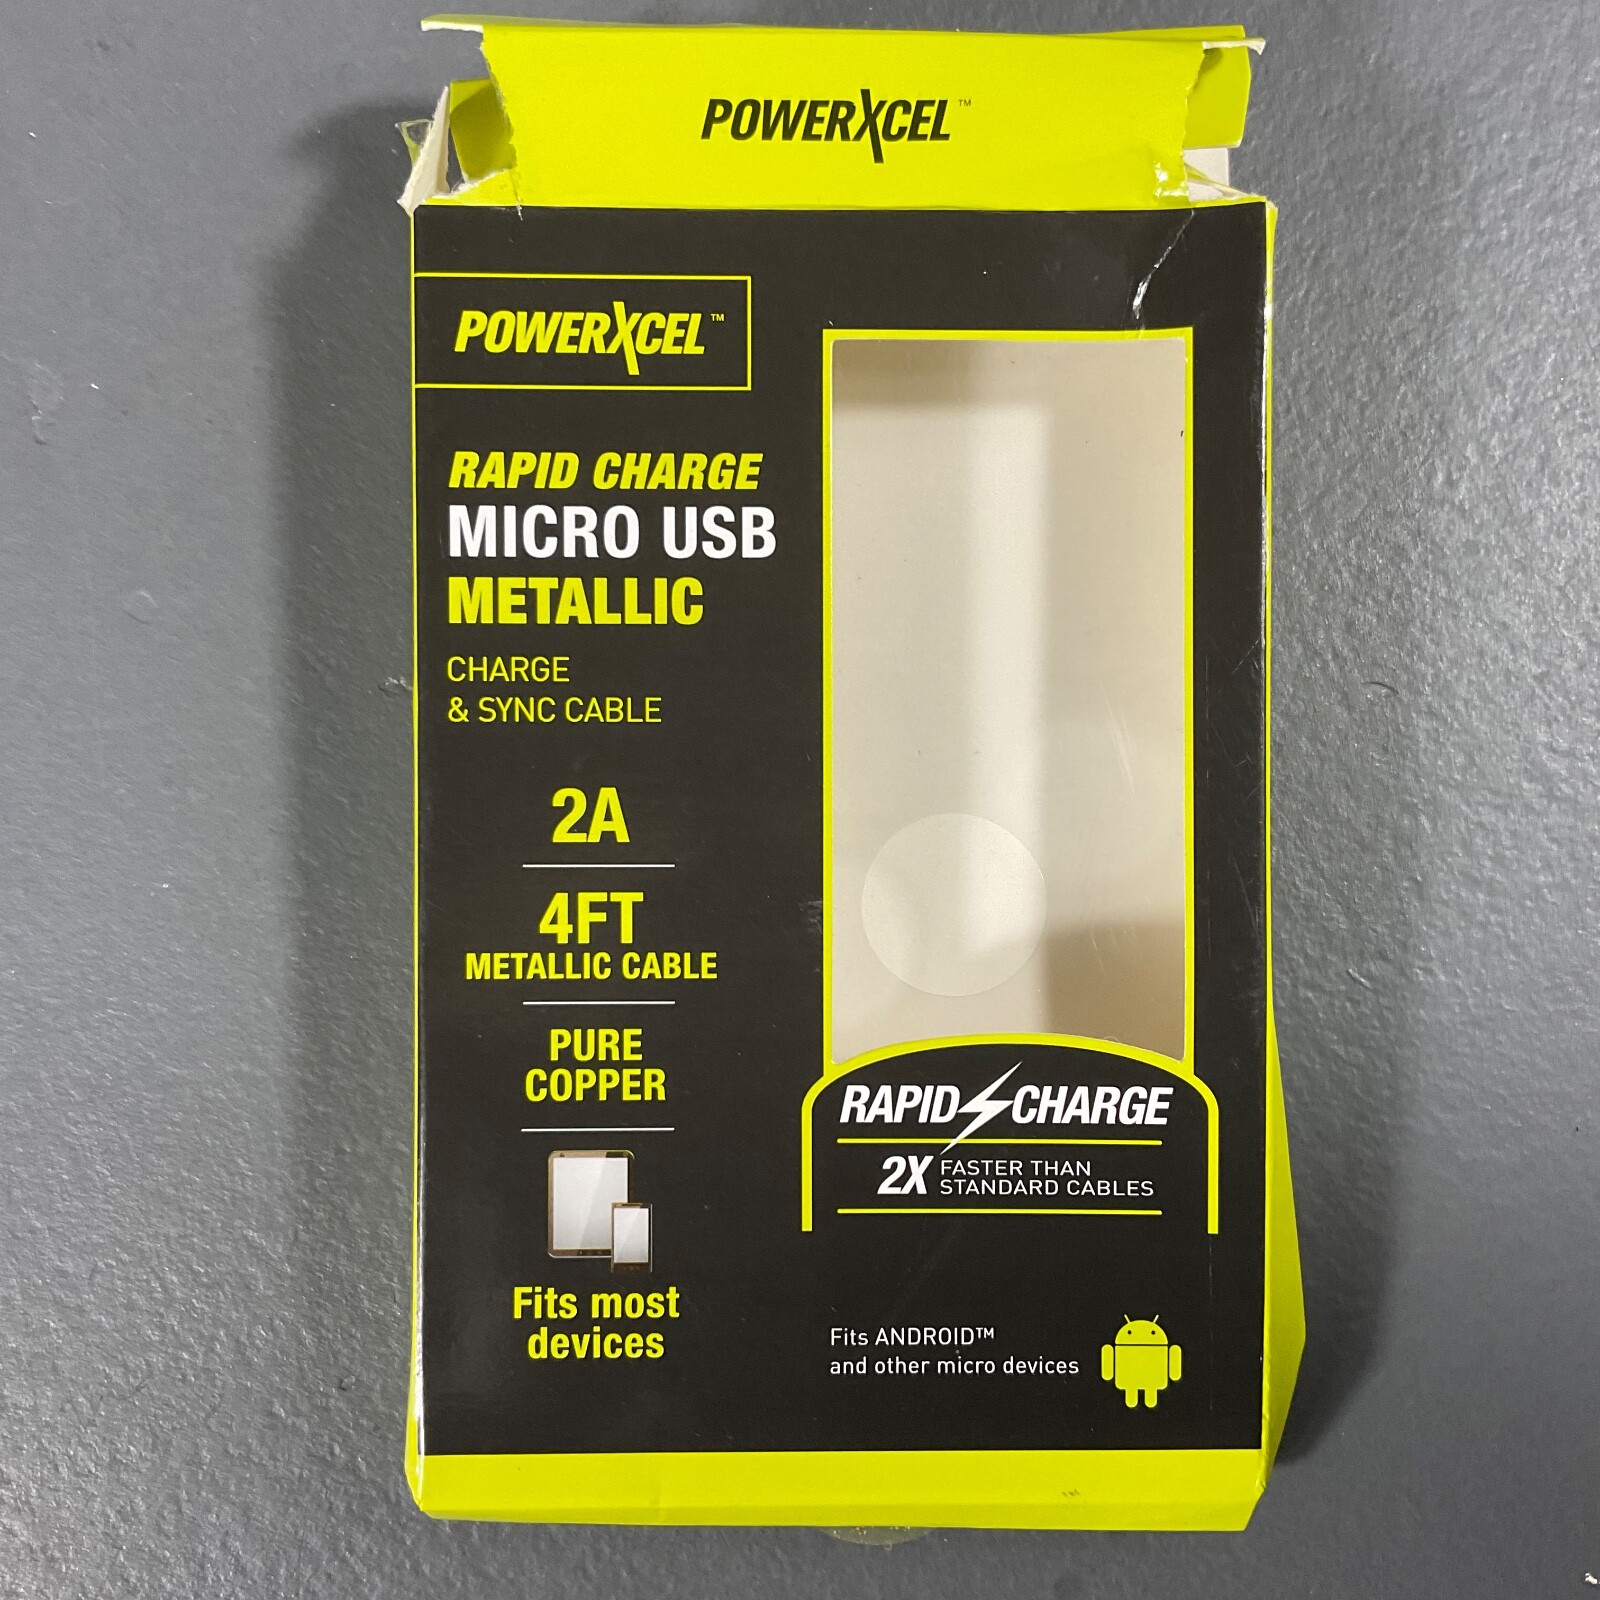 POWERXCEL™
POWERXCEL™
RAPID CHARGE
MICRO USB
METALLIC
CHARGE
& SYNC CABLE
2A
4FT
METALLIC CABLE
PURE
COPPER
Fits most
devices
RAPID CHARGE
2X FASTER THAN
STANDARD CABLES
Fits ANDROID™
and other micro devices